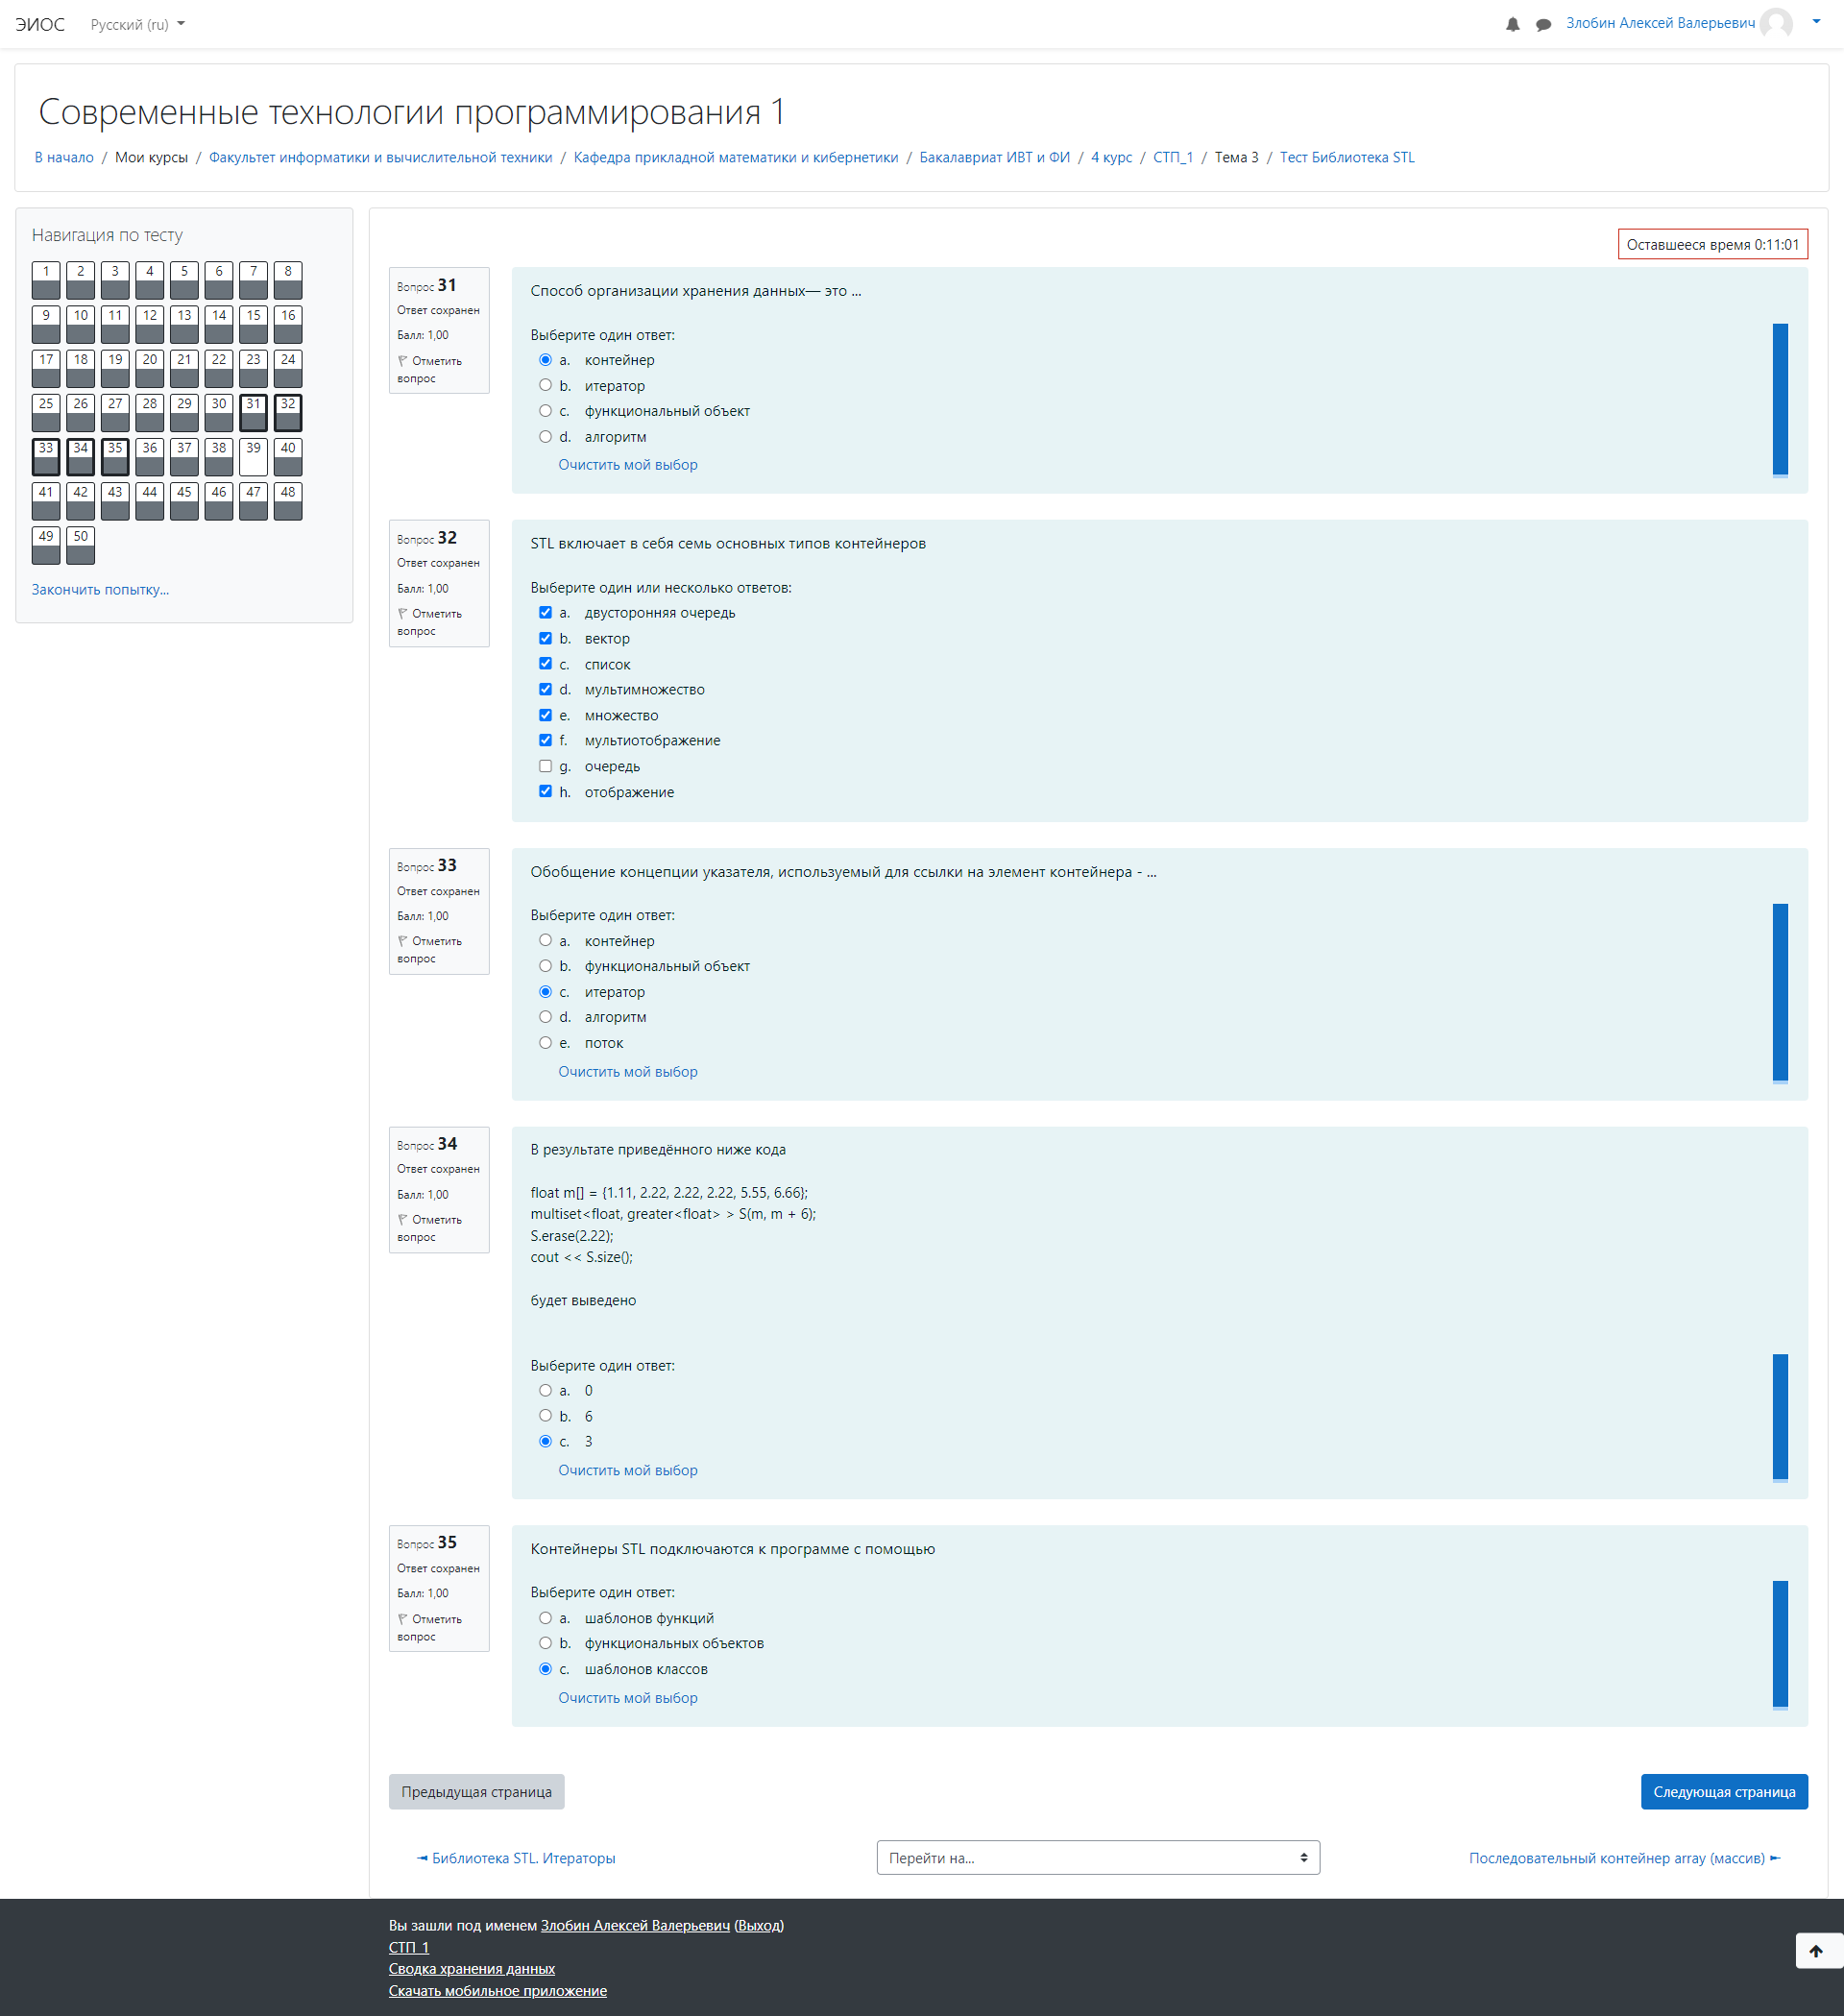 ЭИОС Русский (ru) Злобин Алексей Валерьевич
Современные технологии программирования 1
В начало / Мои курсы / Факультет информатики и вычислительной техники / Кафедра прикладной математики и кибернетики / Бакалавриат ИВТ и ФИ / 4 курс / СТП_1 / Тема 3 / Тест Библиотека STL
Навигация по тесту
1 2 3 4 5 6 7 8
9 10 11 12 13 14 15 16
17 18 19 20 21 22 23 24
25 26 27 28 29 30 31 32
33 34 35 36 37 38 39 40
41 42 43 44 45 46 47 48
49 50
Закончить попытку...
Оставшееся время 0:11:01
Вопрос 31
Ответ сохранен
Балл: 1,00
Отметить
вопрос
Способ организации хранения данных— это ...
Выберите один ответ:
a. контейнер
b. итератор
c. функциональный объект
d. алгоритм
Очистить мой выбор
Вопрос 32
Ответ сохранен
Балл: 1,00
Отметить
вопрос
STL включает в себя семь основных типов контейнеров
Выберите один или несколько ответов:
a. двусторонняя очередь
b. вектор
c. список
d. мультимножество
e. множество
f. мультиотображение
g. очередь
h. отображение
Вопрос 33
Ответ сохранен
Балл: 1,00
Отметить
вопрос
Обобщение концепции указателя, используемый для ссылки на элемент контейнера - ...
Выберите один ответ:
a. контейнер
b. функциональный объект
c. итератор
d. алгоритм
e. поток
Очистить мой выбор
Вопрос 34
Ответ сохранен
Балл: 1,00
Отметить
вопрос
В результате приведённого ниже кода
float m[] = {1.11, 2.22, 2.22, 2.22, 5.55, 6.66};
multiset<float, greater<float> > S(m, m + 6);
S.erase(2.22);
cout << S.size();
будет выведено
Выберите один ответ:
a. 0
b. 6
c. 3
Очистить мой выбор
Вопрос 35
Ответ сохранен
Балл: 1,00
Отметить
вопрос
Контейнеры STL подключаются к программе с помощью
Выберите один ответ:
a. шаблонов функций
b. функциональных объектов
c. шаблонов классов
Очистить мой выбор
Предыдущая страница Следующая страница
◄ Библиотека STL. Итераторы Перейти на... Последовательный контейнер array (массив) ►
Вы зашли под именем Злобин Алексей Валерьевич (Выход)
СТП_1
Сводка хранения данных
Скачать мобильное приложение